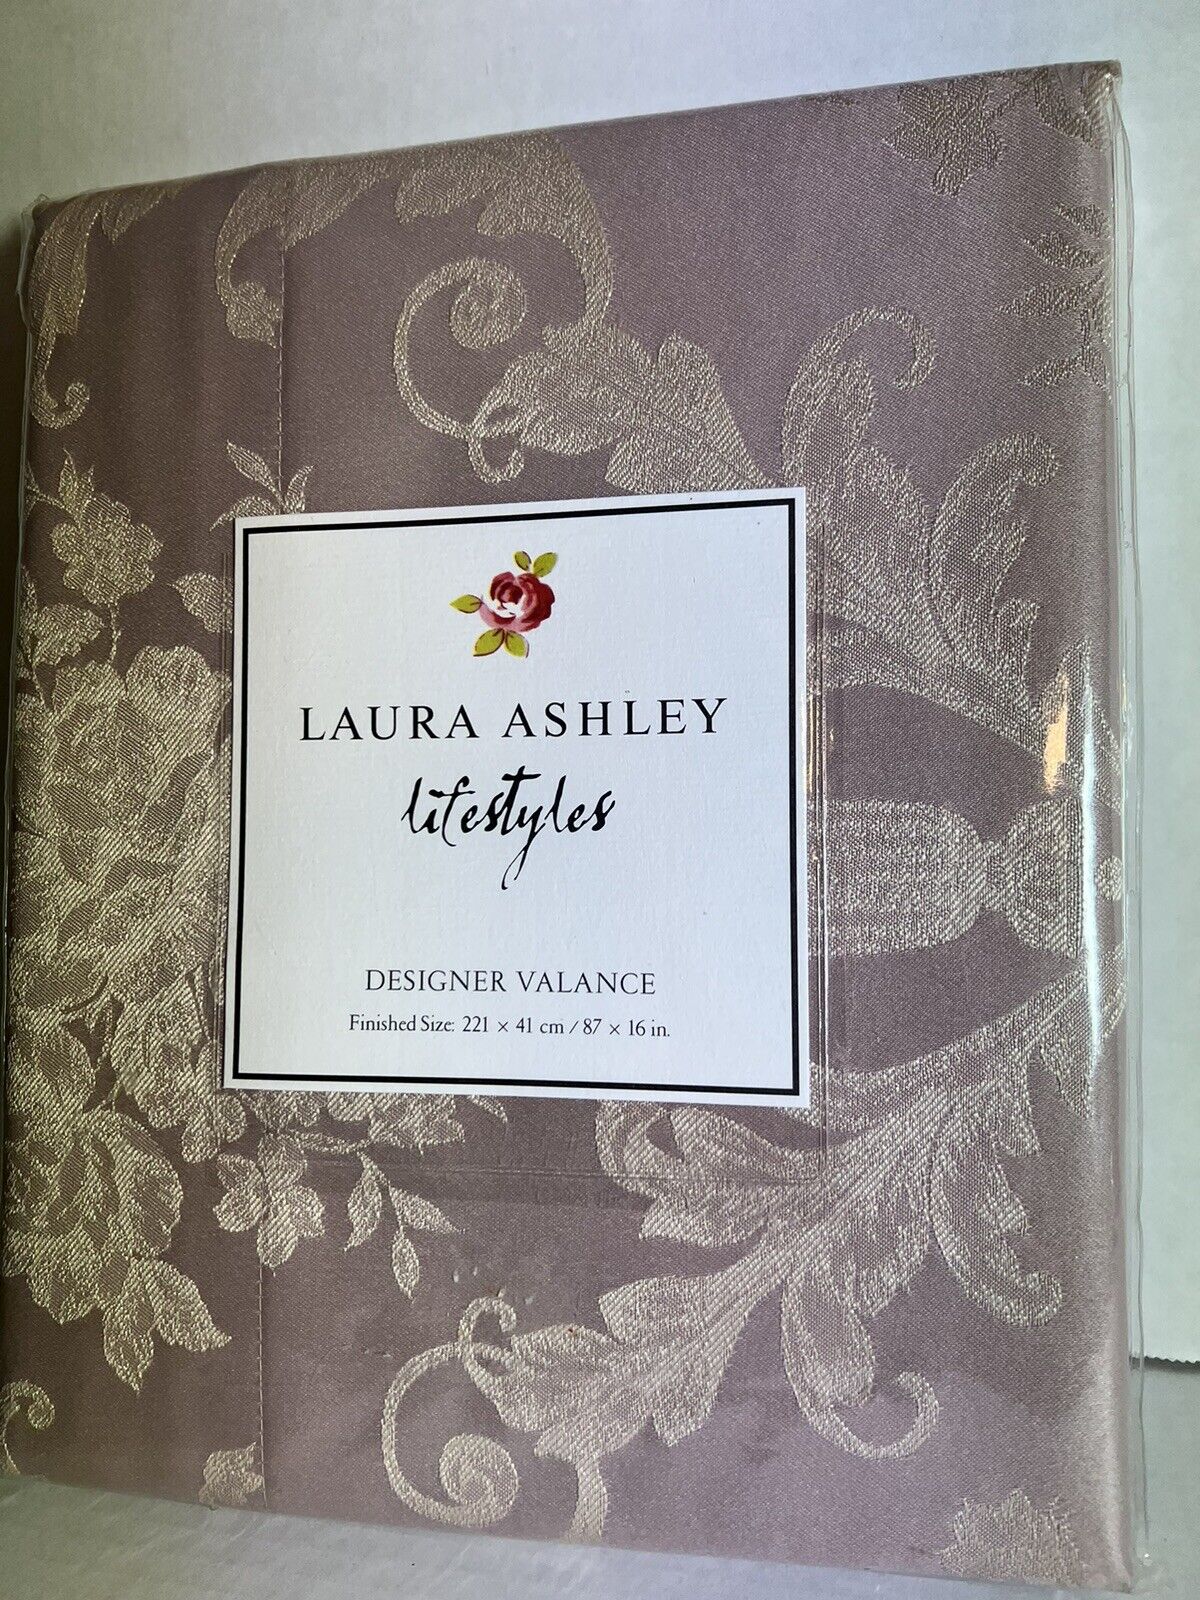 LAURA ASHLEY
lifestyles
DESIGNER VALANCE
Finished Size: 221 × 41 cm / 87 × 16 in.